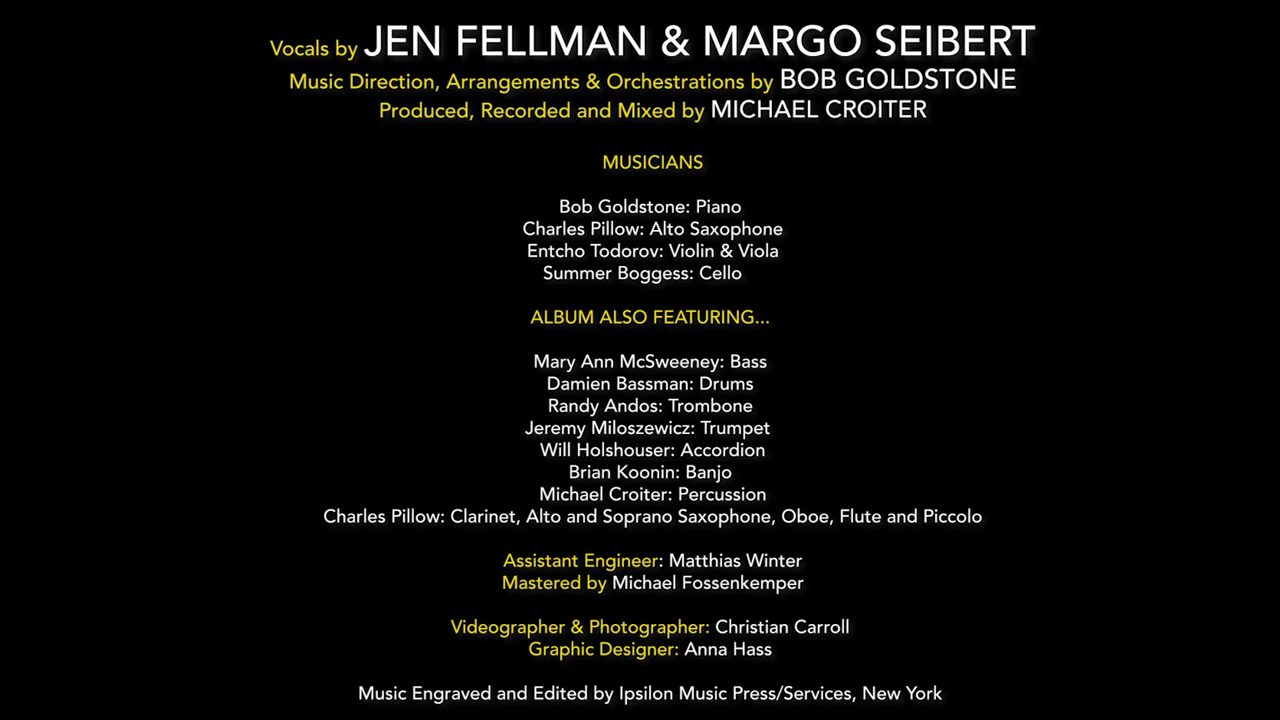 Vocals by JEN FELLMAN & MARGO SEIBERT
Music Direction, Arrangements & Orchestrations by BOB GOLDSTONE
Produced, Recorded and Mixed by MICHAEL CROITER
MUSICIANS
Bob Goldstone: Piano
Charles Pillow: Alto Saxophone
Entcho Todorov: Violin & Viola
Summer Boggess: Cello
ALBUM ALSO FEATURING...
Mary Ann McSweeney: Bass
Damien Bassman: Drums
Randy Andos: Trombone
Jeremy Miloszewicz: Trumpet
Will Holshouser: Accordion
Brian Koonin: Banjo
Michael Croiter: Percussion
Charles Pillow: Clarinet, Alto and Soprano Saxophone, Oboe, Flute and Piccolo
Assistant Engineer: Matthias Winter
Mastered by Michael Fossenkemper
Videographer & Photographer: Christian Carroll
Graphic Designer: Anna Hass
Music Engraved and Edited by Ipsilon Music Press/Services, New York